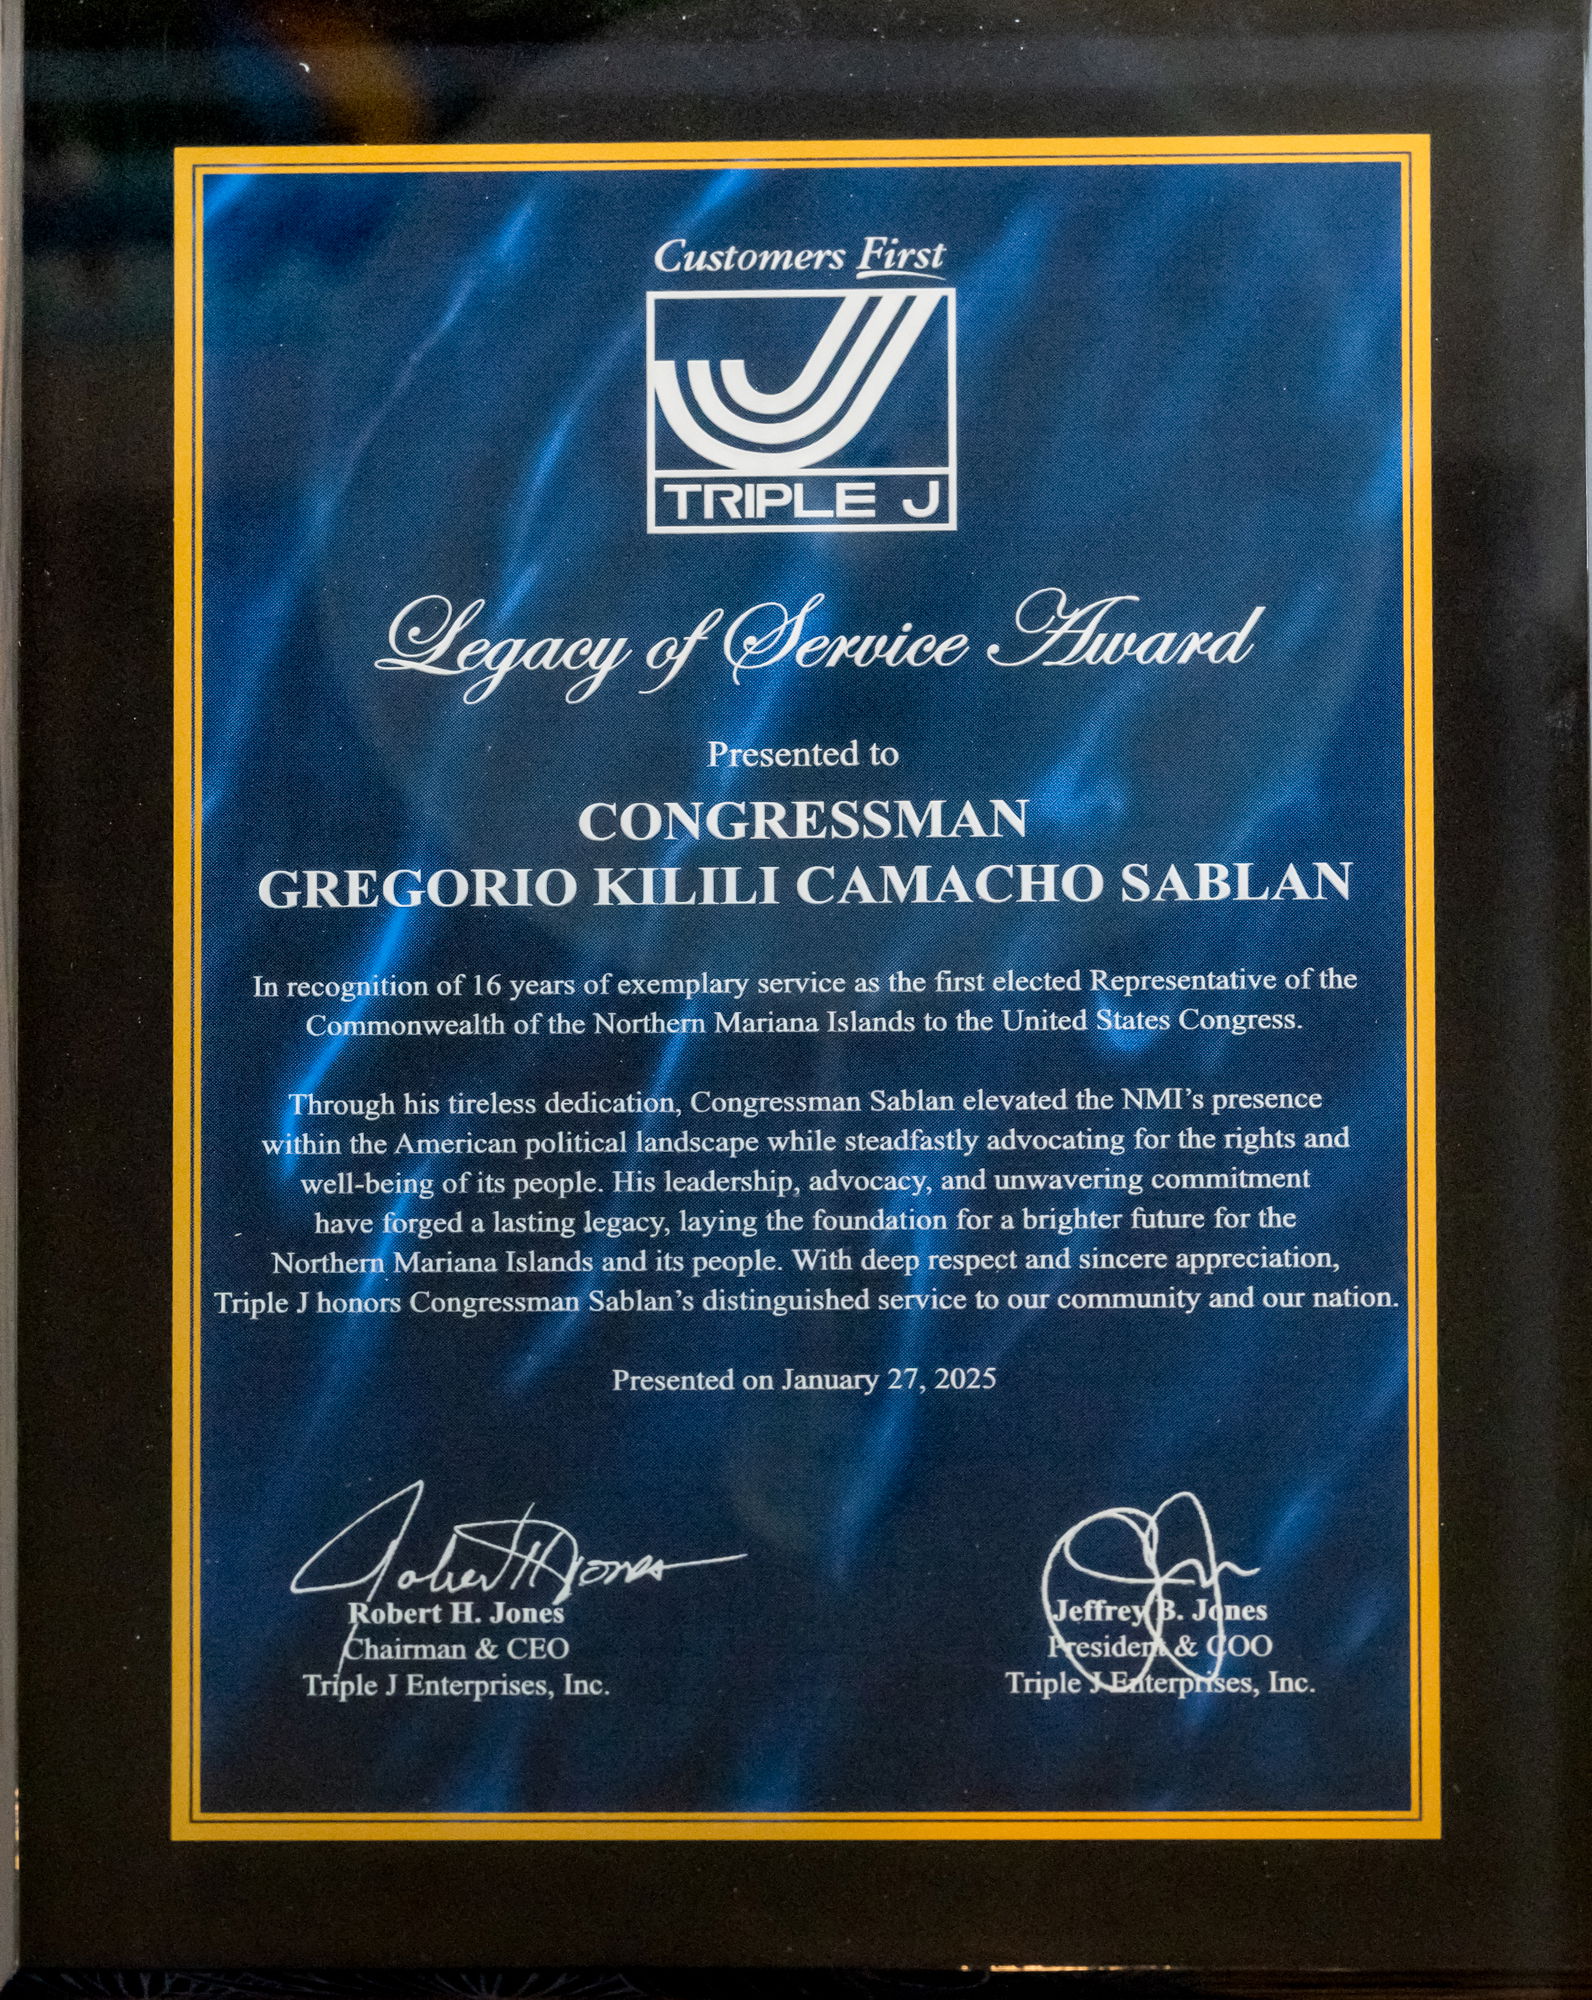 Customers First
TRIPLE J
Legacy of Service Award
Presented to
CONGRESSMAN
GREGORIO KILILI CAMACHO SABLAN
In recognition of 16 years of exemplary service as the first elected Representative of the
Commonwealth of the Northern Mariana Islands to the United States Congress.
Through his tireless dedication, Congressman Sablan elevated the NMI's presence
within the American political landscape while steadfastly advocating for the rights and
well-being of its people. His leadership, advocacy, and unwavering commitment
have forged a lasting legacy, laying the foundation for a brighter future for the
Northern Mariana Islands and its people. With deep respect and sincere appreciation,
Triple J honors Congressman Sablan's distinguished service to our community and our nation.
Presented on January 27, 2025
Robert H. Jones
Robert H. Jones
Chairman & CEO
Triple J Enterprises, Inc.
Jeffrey B. Jones
President & COO
Triple J Enterprises, Inc.